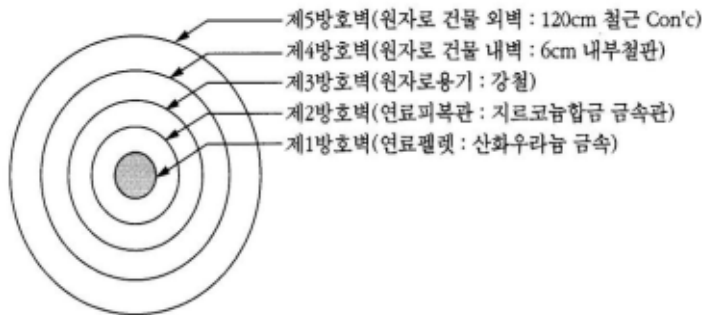 제5방호벽(원자로 건물 외벽 : 120cm 철근 Con'c)
제4방호벽(원자로 건물 내벽 : 6cm 내부철판)
제3방호벽(원자로용기 : 강철)
제2방호벽(연료피복관 : 지르코늄합금 금속관)
제1방호벽(연료펠렛 : 산화우라늄 금속)